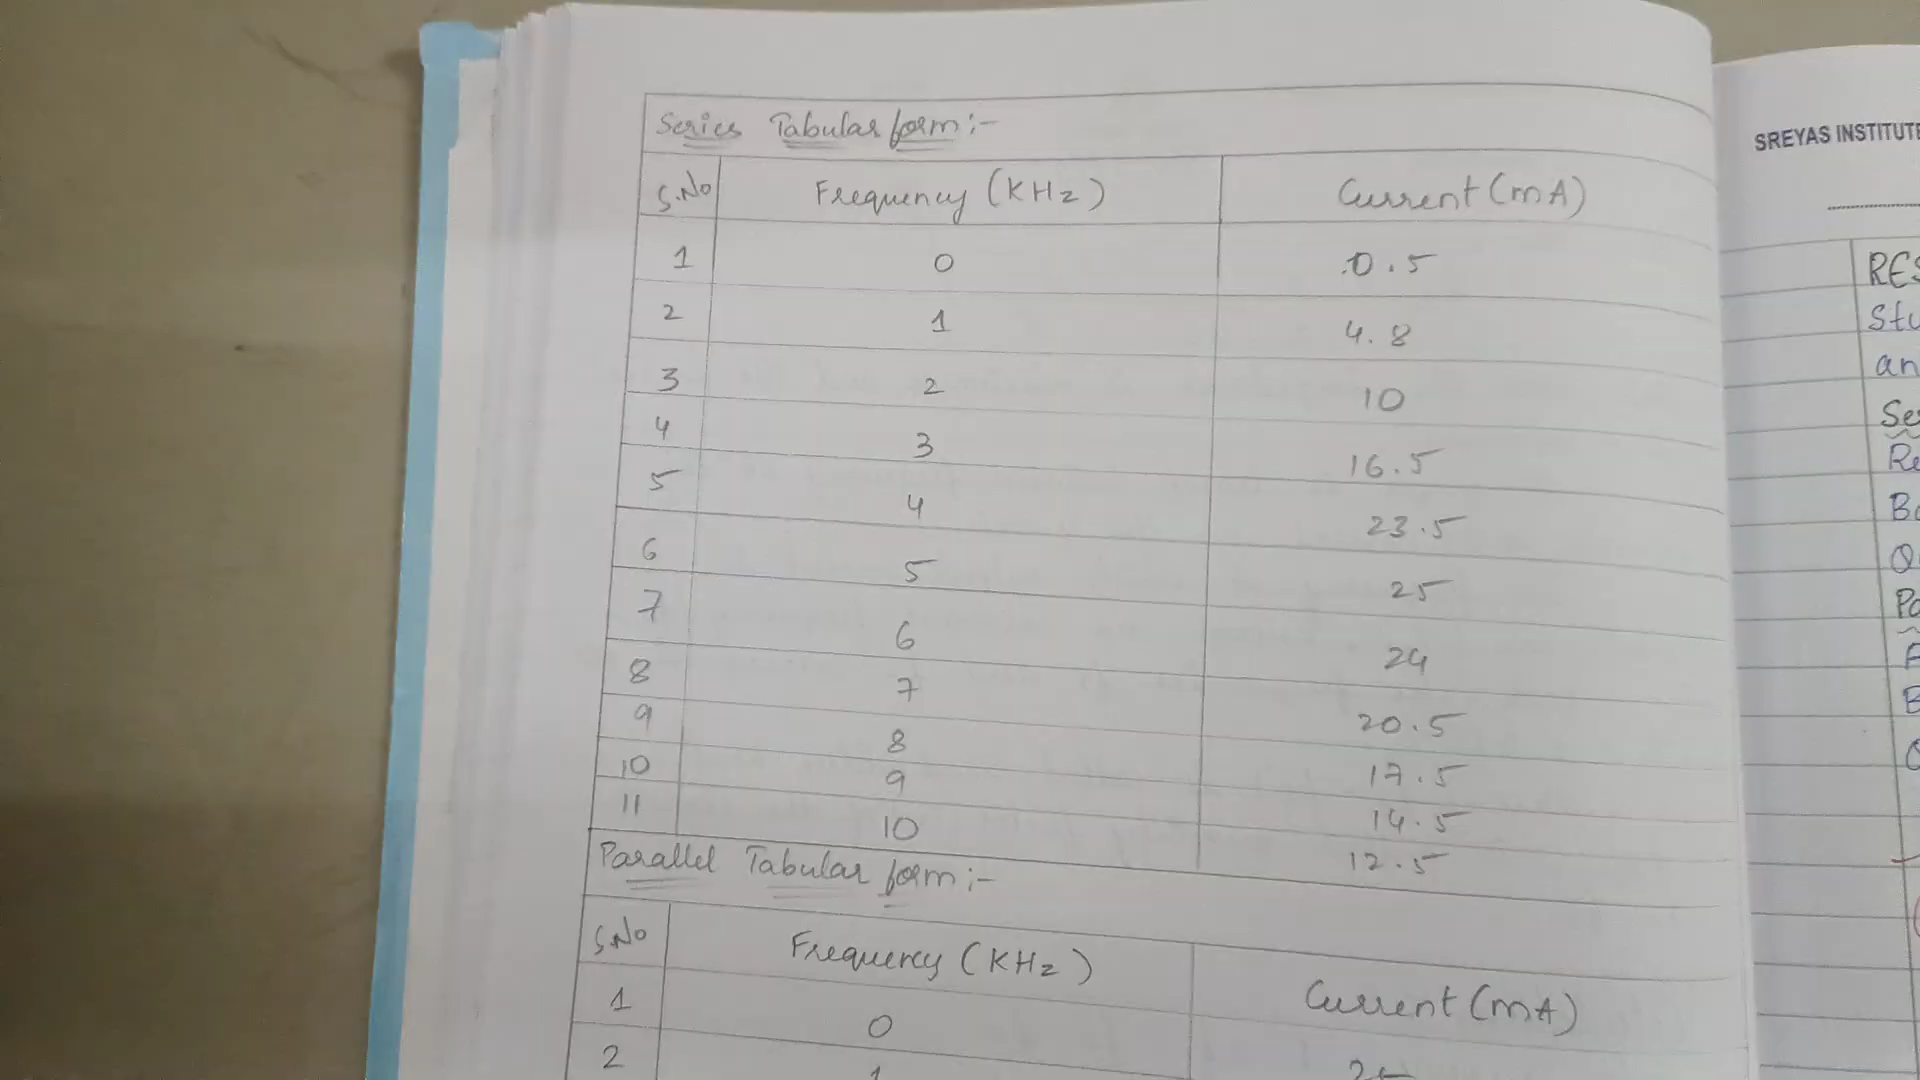 Series Tabular form:-
S.No Frequency (KHz) Current (mA)
1 0 0.5
2 1 4.8
3 2 10
4 3 16.5
5 4 23.5
6 5 25
7 6 24
8 7 20.5
9 8 17.5
10 9 14.5
11 10 12.5
Parallel Tabular form:-
S.No Frequency (KHz) Current (mA)
1 0
2 1
SREYAS INSTITUTE